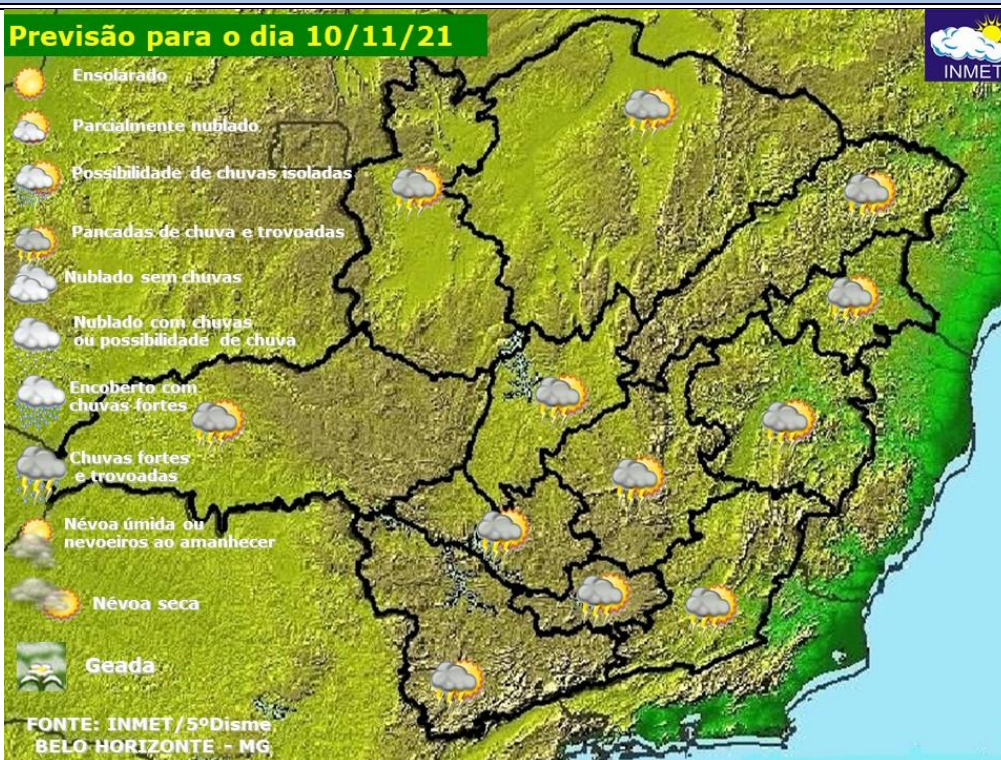 Previsão para o dia 10/11/21
INMET
Ensolarado
Parcialmente nublado
Possibilidade de chuvas isoladas
Pancadas de chuva e trovoadas
Nublado sem chuvas
Nublado com chuvas
ou possibilidade de chuva
Encoberto com
chuvas fortes
Chuvas fortes
e trovoadas
Névoa úmida ou
nevoeiros ao amanhecer
Névoa seca
Geada
FONTE: INMET/5ºDisme
BELO HORIZONTE - MG